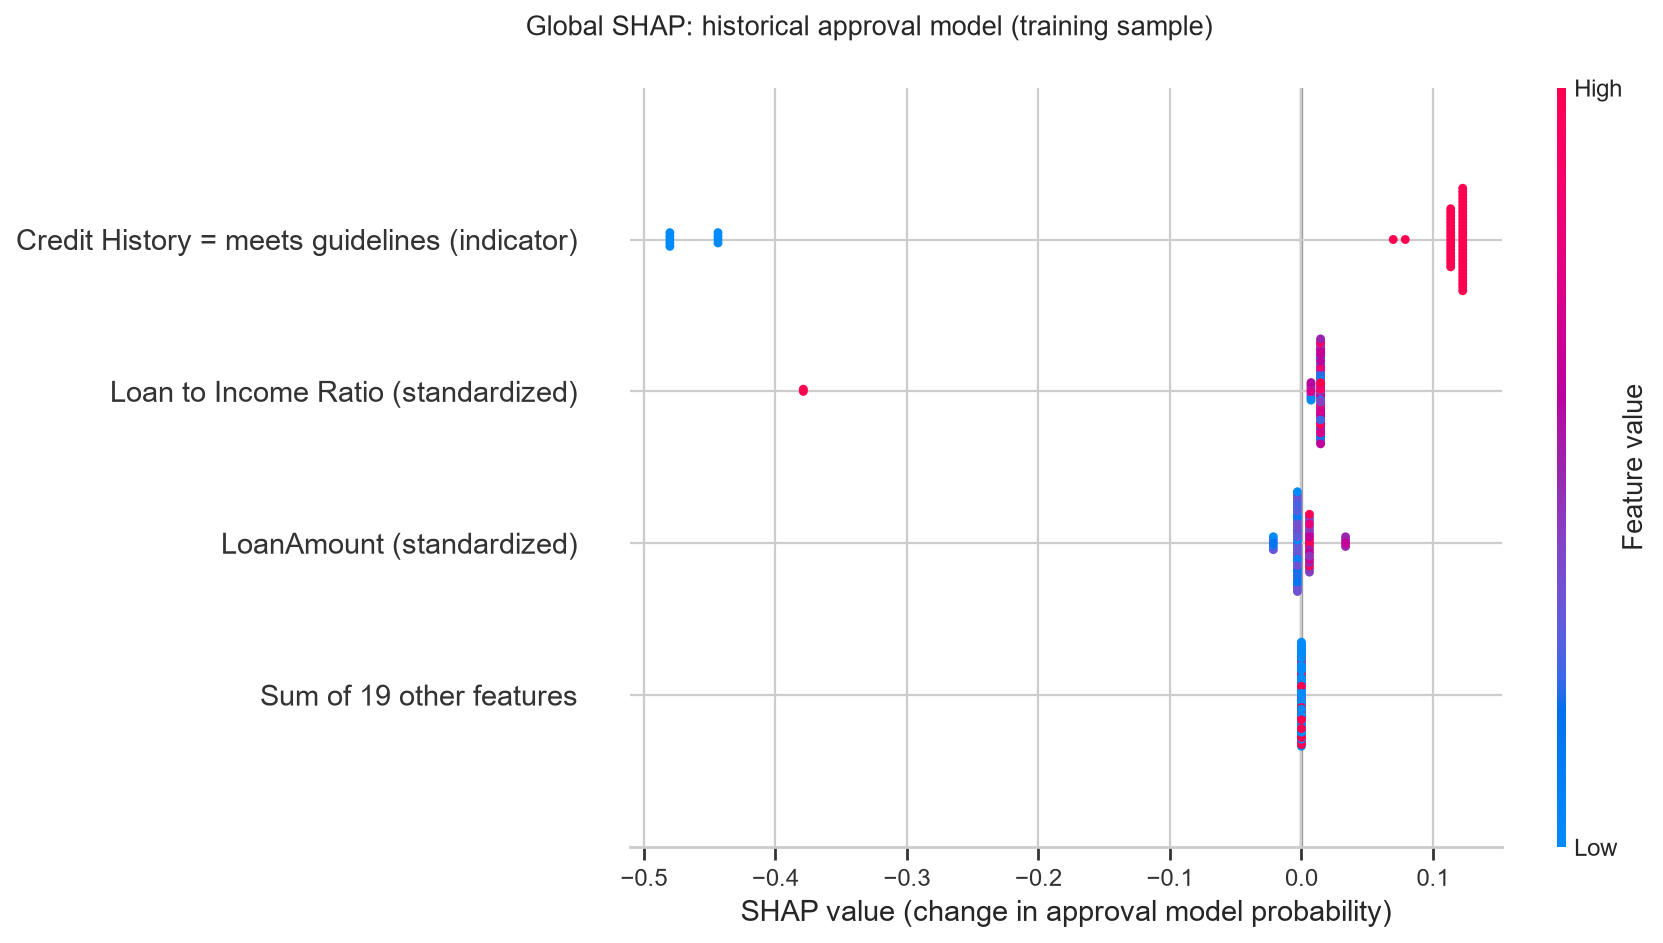 Global SHAP: historical approval model (training sample)
High
Credit History = meets guidelines (indicator)
Loan to Income Ratio (standardized)
LoanAmount (standardized)
Sum of 19 other features
Feature value
Low
−0.5 −0.4 −0.3 −0.2 −0.1 0.0 0.1
SHAP value (change in approval model probability)